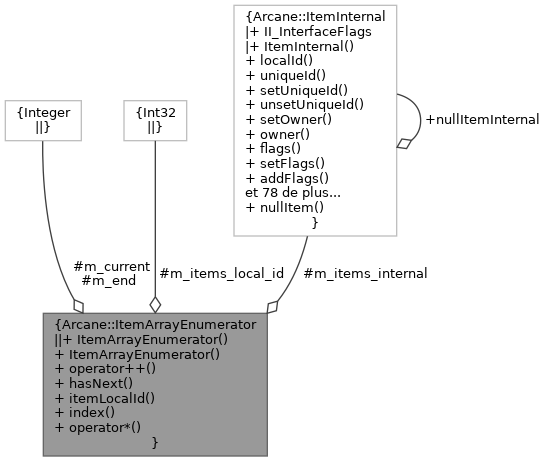 {Arcane::ItemInternal
|+ II_InterfaceFlags
|+ ItemInternal()
+ localId()
+ uniqueId()
+ setUniqueId()
+ unsetUniqueId()
+ setOwner()
+ owner()
+ flags()
+ setFlags()
+ addFlags()
et 78 de plus...
+ nullItem()
}
{Integer
||}
{Int32
||}
+nullItemInternal
#m_current
#m_end
#m_items_local_id
#m_items_internal
{Arcane::ItemArrayEnumerator
||+ ItemArrayEnumerator()
+ ItemArrayEnumerator()
+ operator++()
+ hasNext()
+ itemLocalId()
+ index()
+ operator*()
}